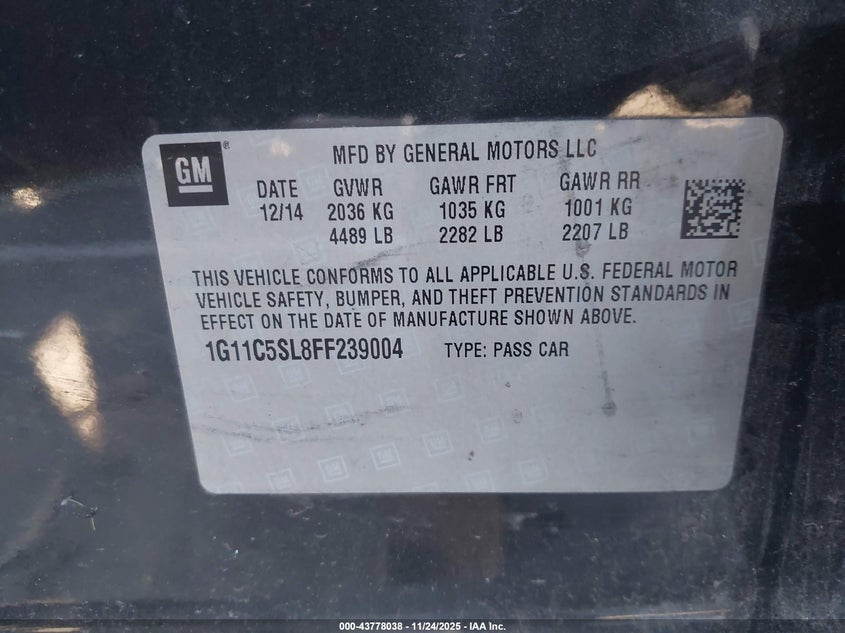 GM ®
MFD BY GENERAL MOTORS LLC
DATE GVWR GAWR FRT GAWR RR
12/14 2036 KG 1035 KG 1001 KG
4489 LB 2282 LB 2207 LB
THIS VEHICLE CONFORMS TO ALL APPLICABLE U.S. FEDERAL MOTOR
VEHICLE SAFETY, BUMPER, AND THEFT PREVENTION STANDARDS IN
EFFECT ON THE DATE OF MANUFACTURE SHOWN ABOVE.
1G11C5SL8FF239004 TYPE: PASS CAR
000-43778038 - 11/24/2025 - IAA Inc.